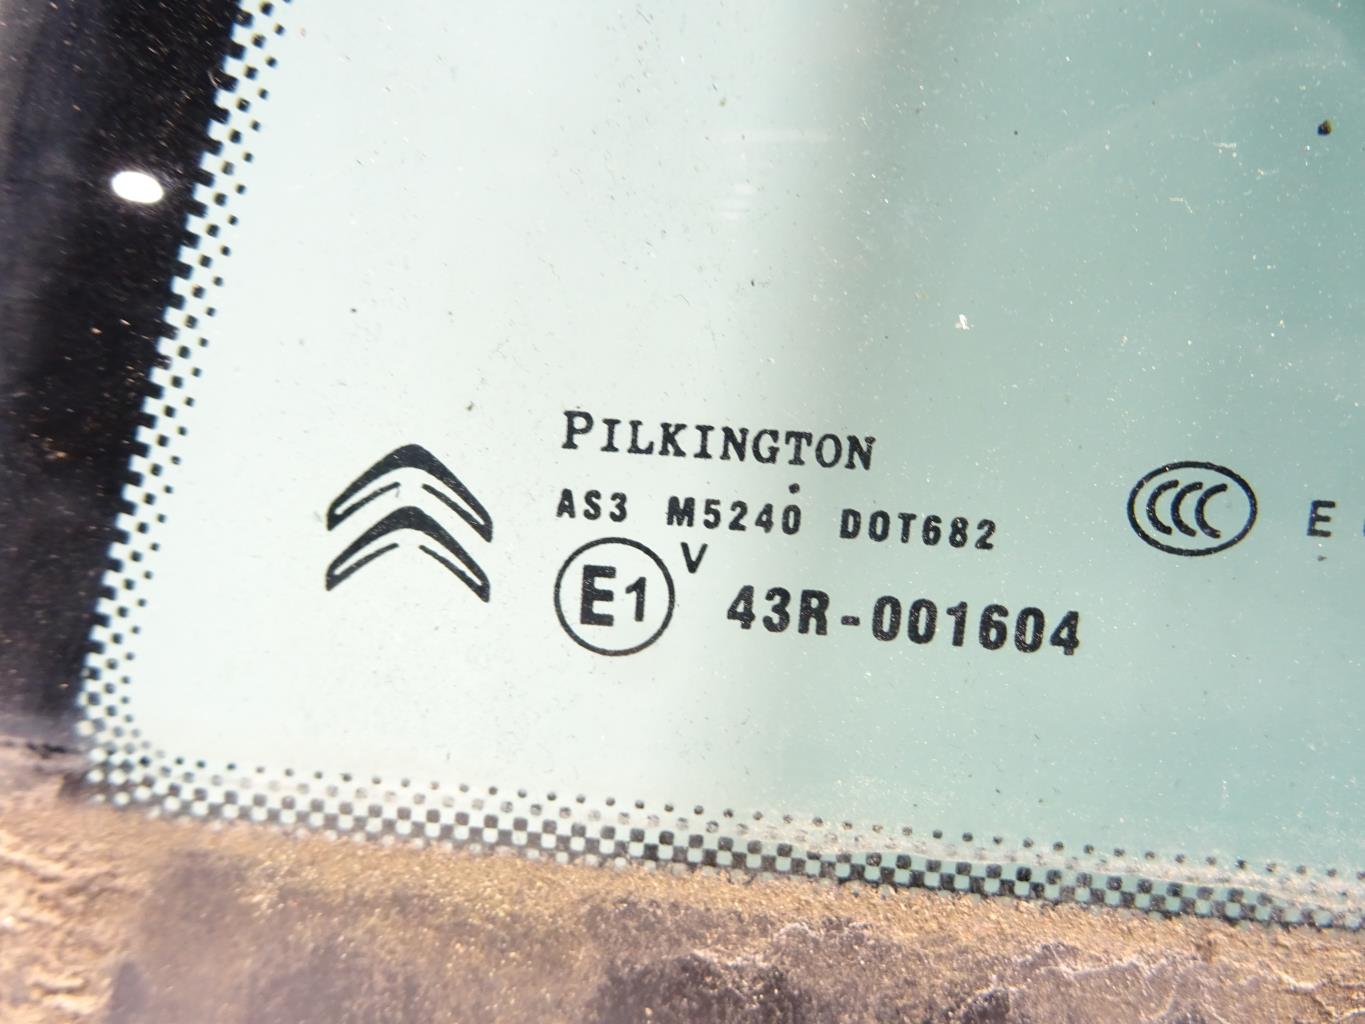 PILKINGTON
AS3 M5240 DOT682
E1 V 43R-001604
CCC E